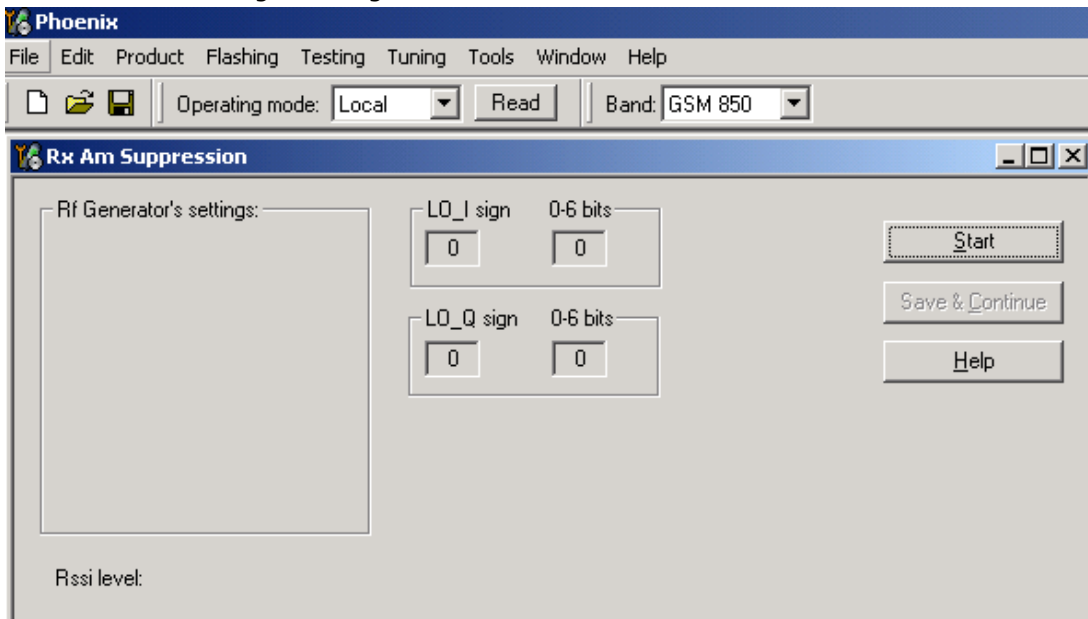 Phoenix
File Edit Product Flashing Testing Tuning Tools Window Help
Operating mode: Local Read Band: GSM 850
Rx Am Suppression
Rf Generator's settings:
LO_I sign 0-6 bits
0 0
LO_Q sign 0-6 bits
0 0
Start
Save & Continue
Help
Rssi level: